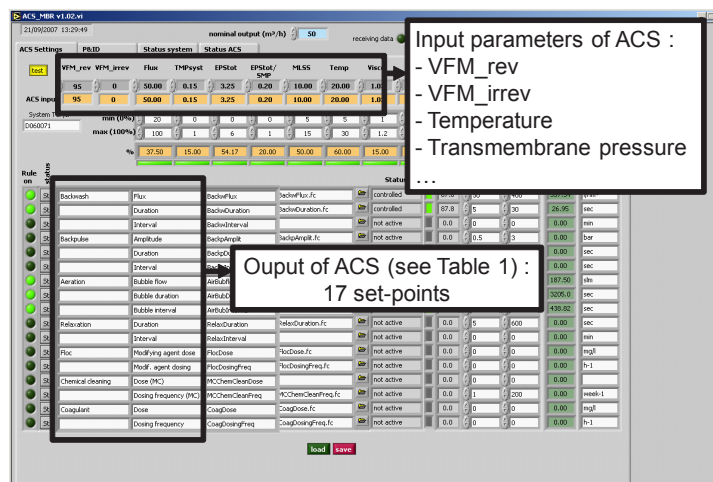 ACS_MBR v1.02.vi
21/09/2007 13:29:49
nominal output (m³/h) 50 receiving data
ACS Settings P&ID Status system Status ACS
test VFM_rev VFM_irrev Flux TMPsyst EPStot EPStot/SMP MLSS Temp
95 0 50.00 0.15 3.25 0.20 10.00 20.00
ACS input 95 0 50.00 0.15 3.25 0.20 10.00 20.00
D060071
min (0%) 20 0 0 0 5 5 1
max (100%) 100 1 6 1 15 30 1.2
% 37.50 15.00 54.17 20.00 50.00 60.00 15.00
Input parameters of ACS :
- VFM_rev
- VFM_irrev
- Temperature
- Transmembrane pressure
...
Rule on status
Backwash Flux BackwFlux BackwFlux.fc controlled
Duration BackwDuration BackwDuration.fc controlled 87.8 5 30 26.95 sec
Interval BackwInterval not active 0.0 0 0 0.00 min
Backpulse Amplitude BackpAmplit BackpAmplit.fc not active 0.0 0.5 3 0.00 bar
Duration 0.00 sec
Interval 0.00 sec
Aeration Bubble flow 187.50 slm
Bubble duration 3205.0 sec
Bubble interval 438.82 sec
Ouput of ACS (see Table 1) :
17 set-points
Relaxation Duration RelaxDuration RelaxDuration.fc not active 0.0 5 600 0.00 sec
Interval RelaxInterval not active 0.0 0 0 0.00 min
Floc Modifying agent dose FlocDose FlocDose.fc not active 0.0 0 0 0.00 mg/l
Modif. agent dosing FlocDosingFreq FlocDosingFreq.fc not active 0.0 0 0 0.00 h-1
Chemical cleaning Dose (MC) MCChemCleanDose not active 0.0 0 0 0.00
Dosing frequency (MC) MCChemCleanFreq MCChemCleanFreq.fc not active 0.0 1 200 0.00 week-1
Coagulant Dose CoagDose CoagDose.fc not active 0.0 0 0 0.00 mg/l
Dosing frequency CoagDosingFreq CoagDosingFreq.fc not active 0.0 0 0 0.00 h-1
load save